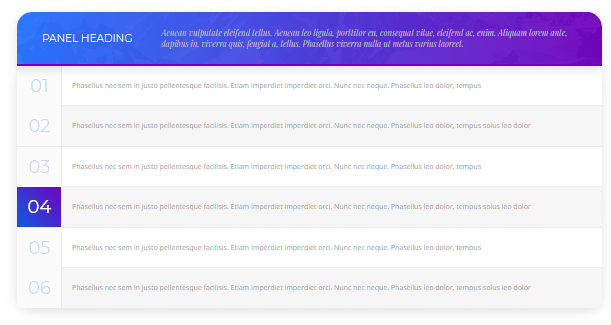 PANEL HEADING
Aenean vulputate eleifend tellus. Aenean leo ligula, porttitor eu, consequat vitae, eleifend ac, enim. Aliquam lorem ante,
dapibus in, viverra quis, feugiat a, tellus. Phasellus viverra nulla ut metus varius laoreet.
01 Phasellus nec sem in justo pellentesque facilisis. Etiam imperdiet imperdiet orci. Nunc nec neque. Phasellus leo dolor, tempus
02 Phasellus nec sem in justo pellentesque facilisis. Etiam imperdiet imperdiet orci. Nunc nec neque. Phasellus leo dolor, tempus solus leo dolor
03 Phasellus nec sem in justo pellentesque facilisis. Etiam imperdiet imperdiet orci. Nunc nec neque. Phasellus leo dolor, tempus
04 Phasellus nec sem in justo pellentesque facilisis. Etiam imperdiet imperdiet orci. Nunc nec neque. Phasellus leo dolor, tempus solus leo dolor
05 Phasellus nec sem in justo pellentesque facilisis. Etiam imperdiet imperdiet orci. Nunc nec neque. Phasellus leo dolor, tempus
06 Phasellus nec sem in justo pellentesque facilisis. Etiam imperdiet imperdiet orci. Nunc nec neque. Phasellus leo dolor, tempus solus leo dolor